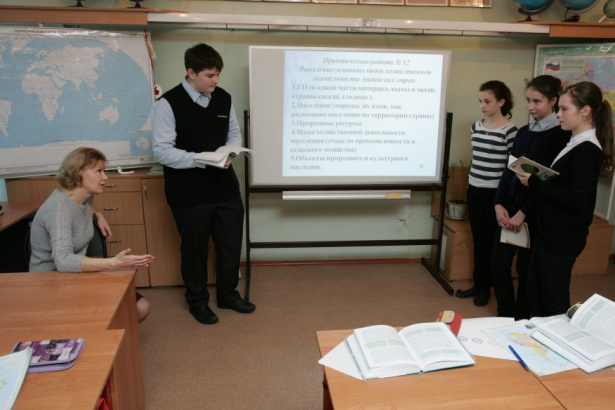 Практическая работа № 12
Выявление основных видов хозяйственной
деятельности Андийских стран.
1.ГП(в какой части материка, выход к морям,
страны-соседи, столица ).
2.Население (народы, их язык, как
размещено население по территории страны).
3.Природные ресурсы.
4.Виды хозяйственной деятельности
населения (отрасли промышленности и
сельского хозяйства)
5.Объекты природного и культурного
наследия.